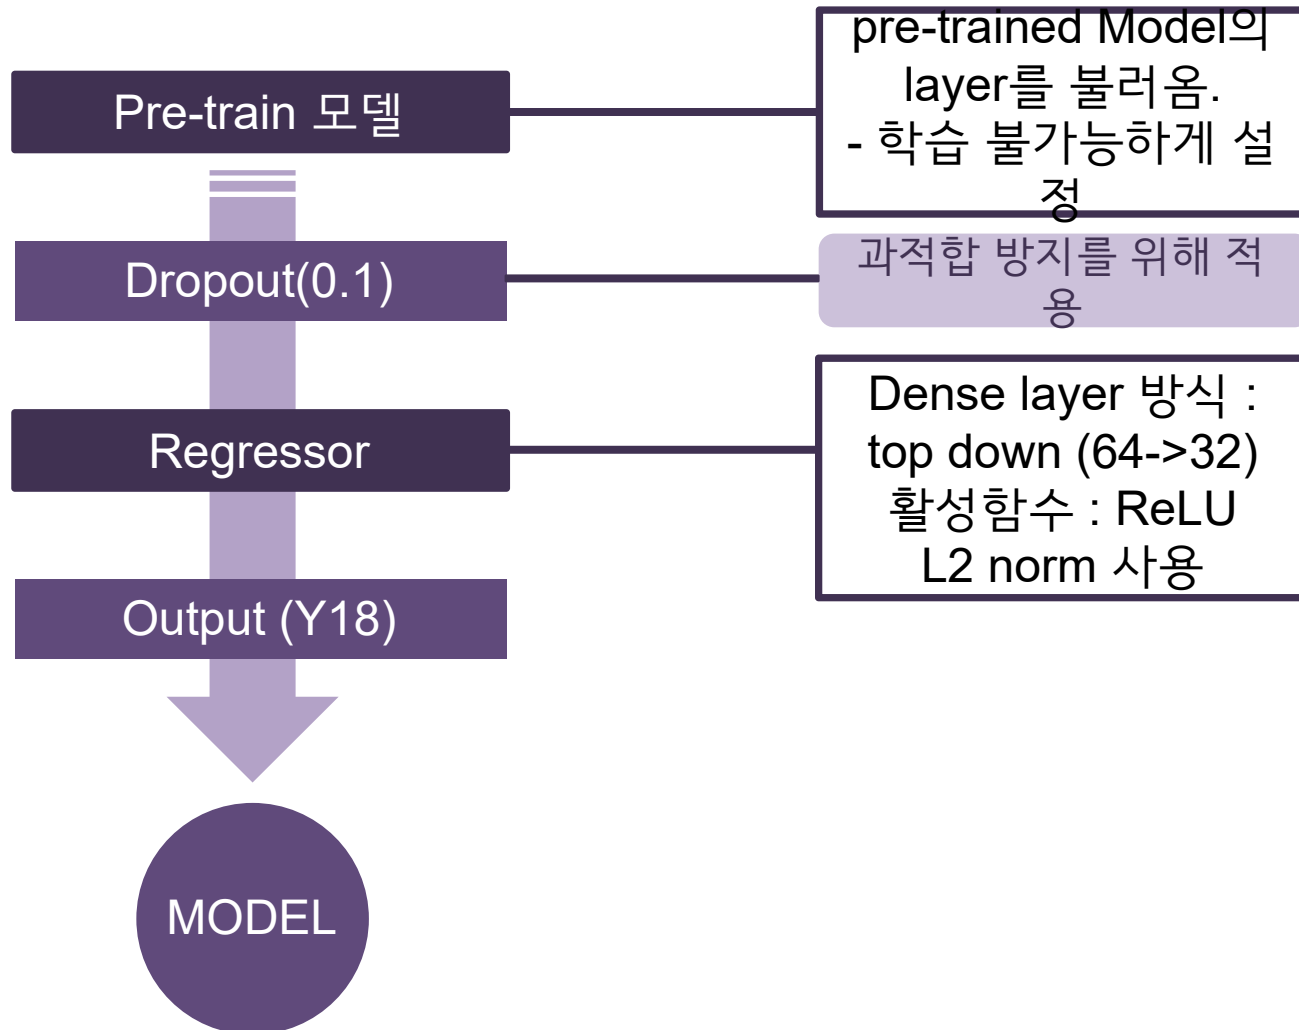 Pre-train 모델
pre-trained Model의
layer를 불러옴.
- 학습 불가능하게 설
정
Dropout(0.1)
과적합 방지를 위해 적
용
Regressor
Dense layer 방식 :
top down (64->32)
활성함수 : ReLU
L2 norm 사용
Output (Y18)
MODEL